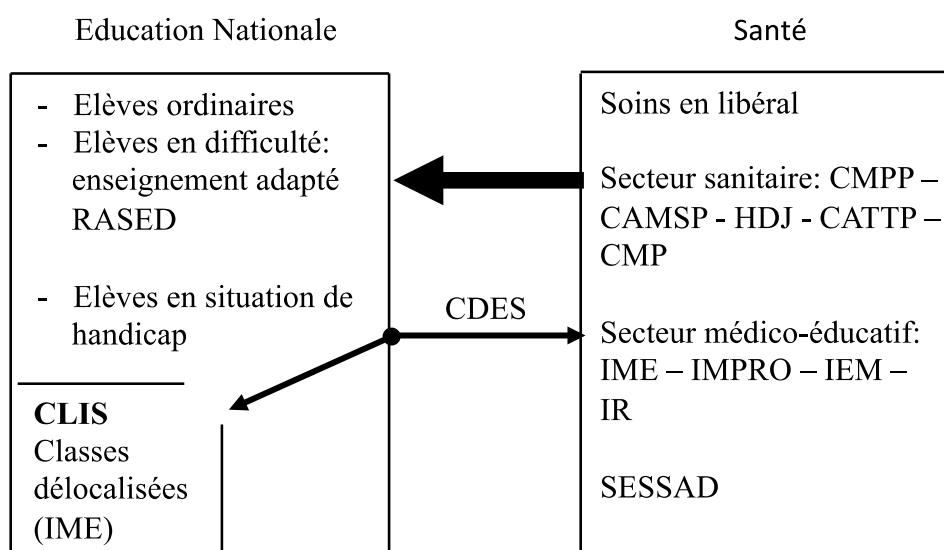 Education Nationale
- Elèves ordinaires
- Elèves en difficulté:
enseignement adapté
RASED
- Elèves en situation de
handicap
CLIS
Classes
délocalisées
(IME)
CDES
Santé
Soins en libéral
Secteur sanitaire: CMPP –
CAMSP - HDJ - CATTP –
CMP
Secteur médico-éducatif:
IME – IMPRO – IEM –
IR
SESSAD